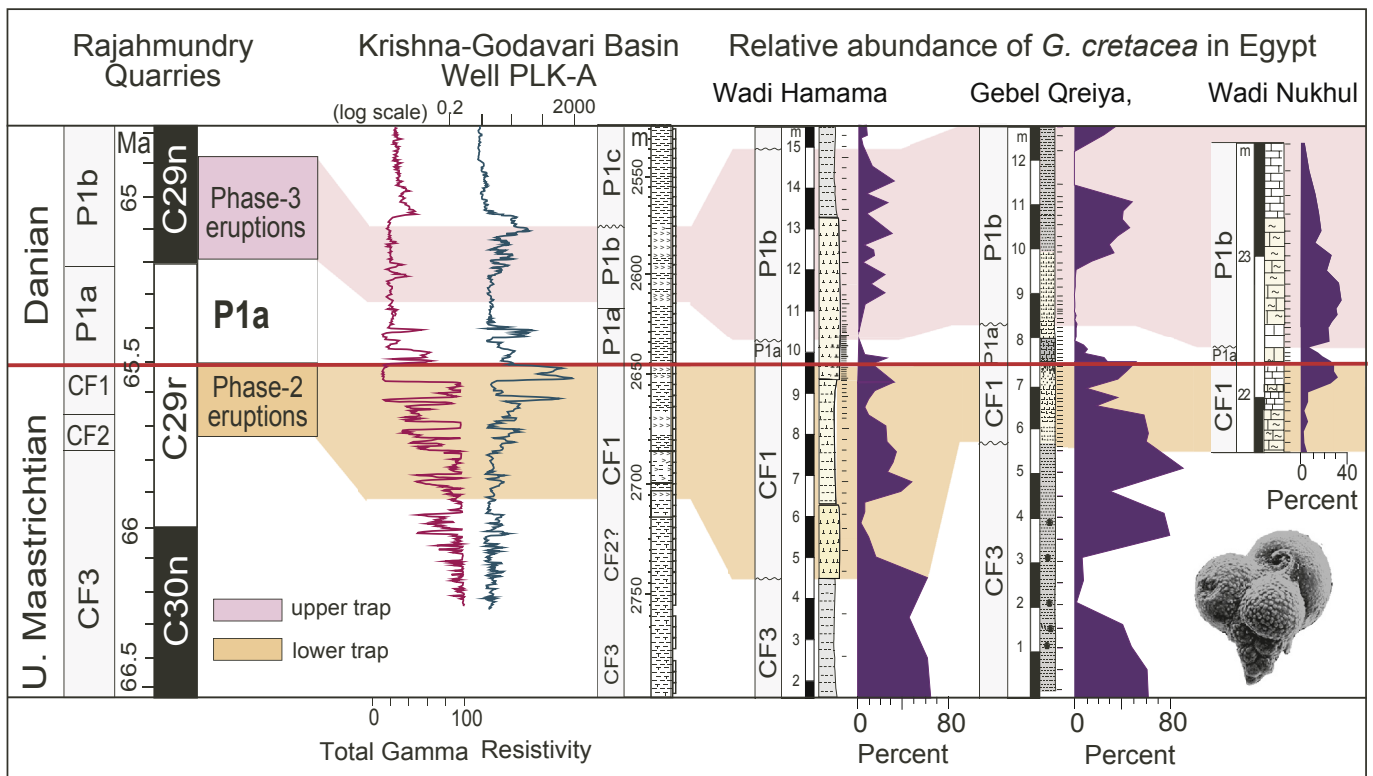 Rajahmundry
Quarries
Krishna-Godavari Basin
Well PLK-A
Relative abundance of G. cretacea in Egypt
(log scale) 0,2 2000
Wadi Hamama
Gebel Qreiya,
Wadi Nukhul
Danian
U. Maastrichtian
P1b
P1a
CF1
CF2
CF3
Ma
65
65.5
66
66.5
C29n
C29r
C30n
Phase-3
eruptions
P1a
Phase-2
eruptions
upper trap
lower trap
0 100
Total Gamma
Resistivity
P1c
P1b
P1a
CF1
CF2?
CF3
m
2550
2600
2650
2700
2750
P1b
P1a
CF1
CF3
m
15
14
13
12
11
10
9
8
7
6
5
4
3
2
0 80
Percent
P1b
P1a
CF1
CF3
m
12
11
10
9
8
7
6
5
4
3
2
1
0 80
Percent
P1b
P1a
CF1
m
23
22
0 40
Percent